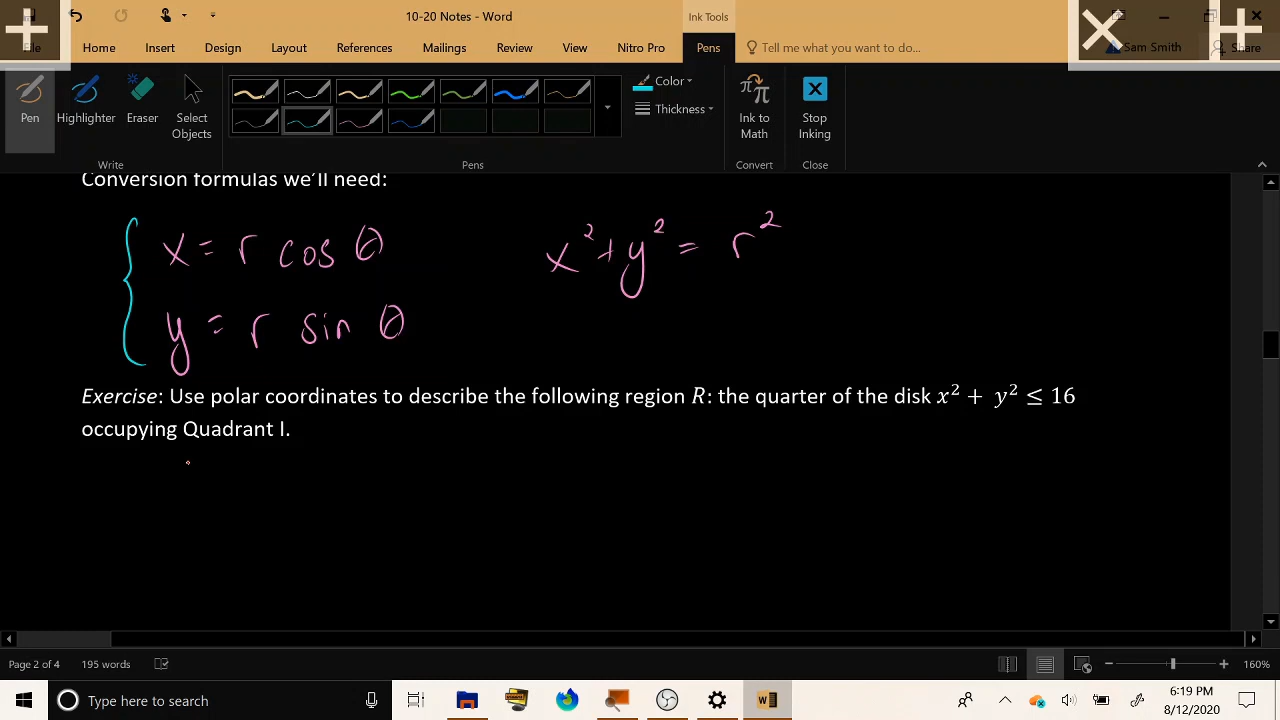 10-20 Notes - Word
Ink Tools
File Home Insert Design Layout References Mailings Review View Nitro Pro Pens Tell me what you want to do... Sam Smith Share
Pen Highlighter Eraser Select Objects
Color
Thickness
Ink to Math
Stop Inking
Write Pens Convert Close
Conversion formulas we'll need:
x = r cos θ x² + y² = r²
y = r sin θ
Exercise: Use polar coordinates to describe the following region R: the quarter of the disk x² + y² ≤ 16
occupying Quadrant I.
Page 2 of 4 195 words 160%
Type here to search
6:19 PM
8/12/2020